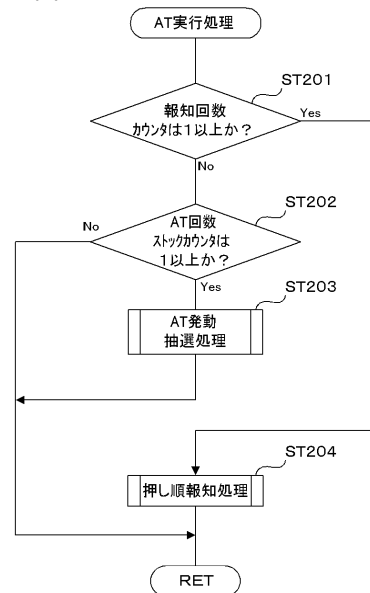 AT実行処理
ST201
報知回数
カウンタは1以上か?
Yes
No
ST202
No
AT回数
ストックカウンタは
1以上か?
Yes
ST203
AT発動
抽選処理
ST204
押し順報知処理
RET